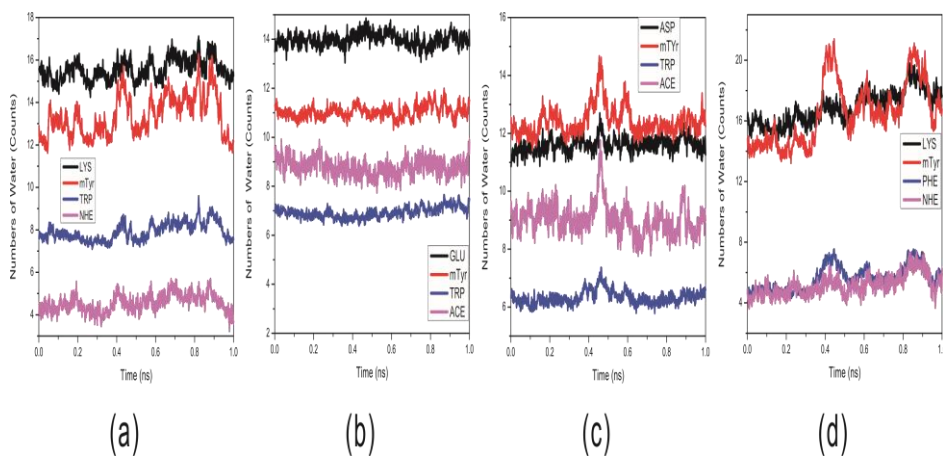 Numbers of Water (Counts)
18
16
14
12
10
8
6
4
LYS
mTyr
TRP
NHE
0.0 0.2 0.4 0.6 0.8 1.0
Time (ns)
(a)
Numbers of Water (Counts)
14
12
10
8
6
4
2
GLU
mTyr
TRP
ACE
0.0 0.2 0.4 0.6 0.8 1.0
Time (ns)
(b)
Numbers of Water (Counts)
16
14
12
10
8
6
ASP
mTYr
TRP
ACE
0.0 0.2 0.4 0.6 0.8 1.0
Time (ns)
(c)
Numbers of Water (Counts)
20
16
12
8
4
LYS
mTyr
PHE
NHE
0.0 0.2 0.4 0.6 0.8 1.0
Time (ns)
(d)